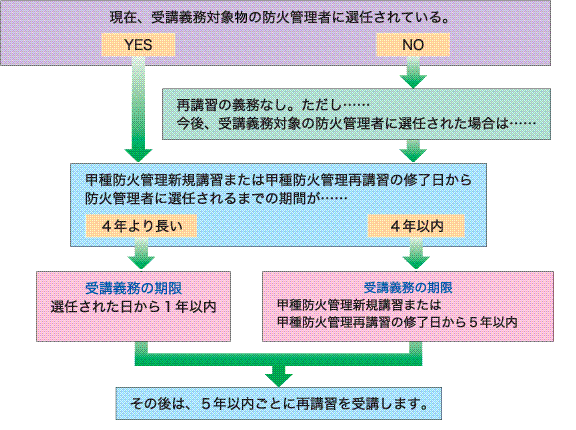 現在、受講義務対象物の防火管理者に選任されている。
YES
NO
再講習の義務なし。ただし……
今後、受講義務対象の防火管理者に選任された場合は……
甲種防火管理新規講習または甲種防火管理再講習の修了日から
防火管理者に選任されるまでの期間が……
４年より長い
４年以内
受講義務の期限
選任された日から１年以内
受講義務の期限
甲種防火管理新規講習または
甲種防火管理再講習の修了日から５年以内
その後は、５年以内ごとに再講習を受講します。